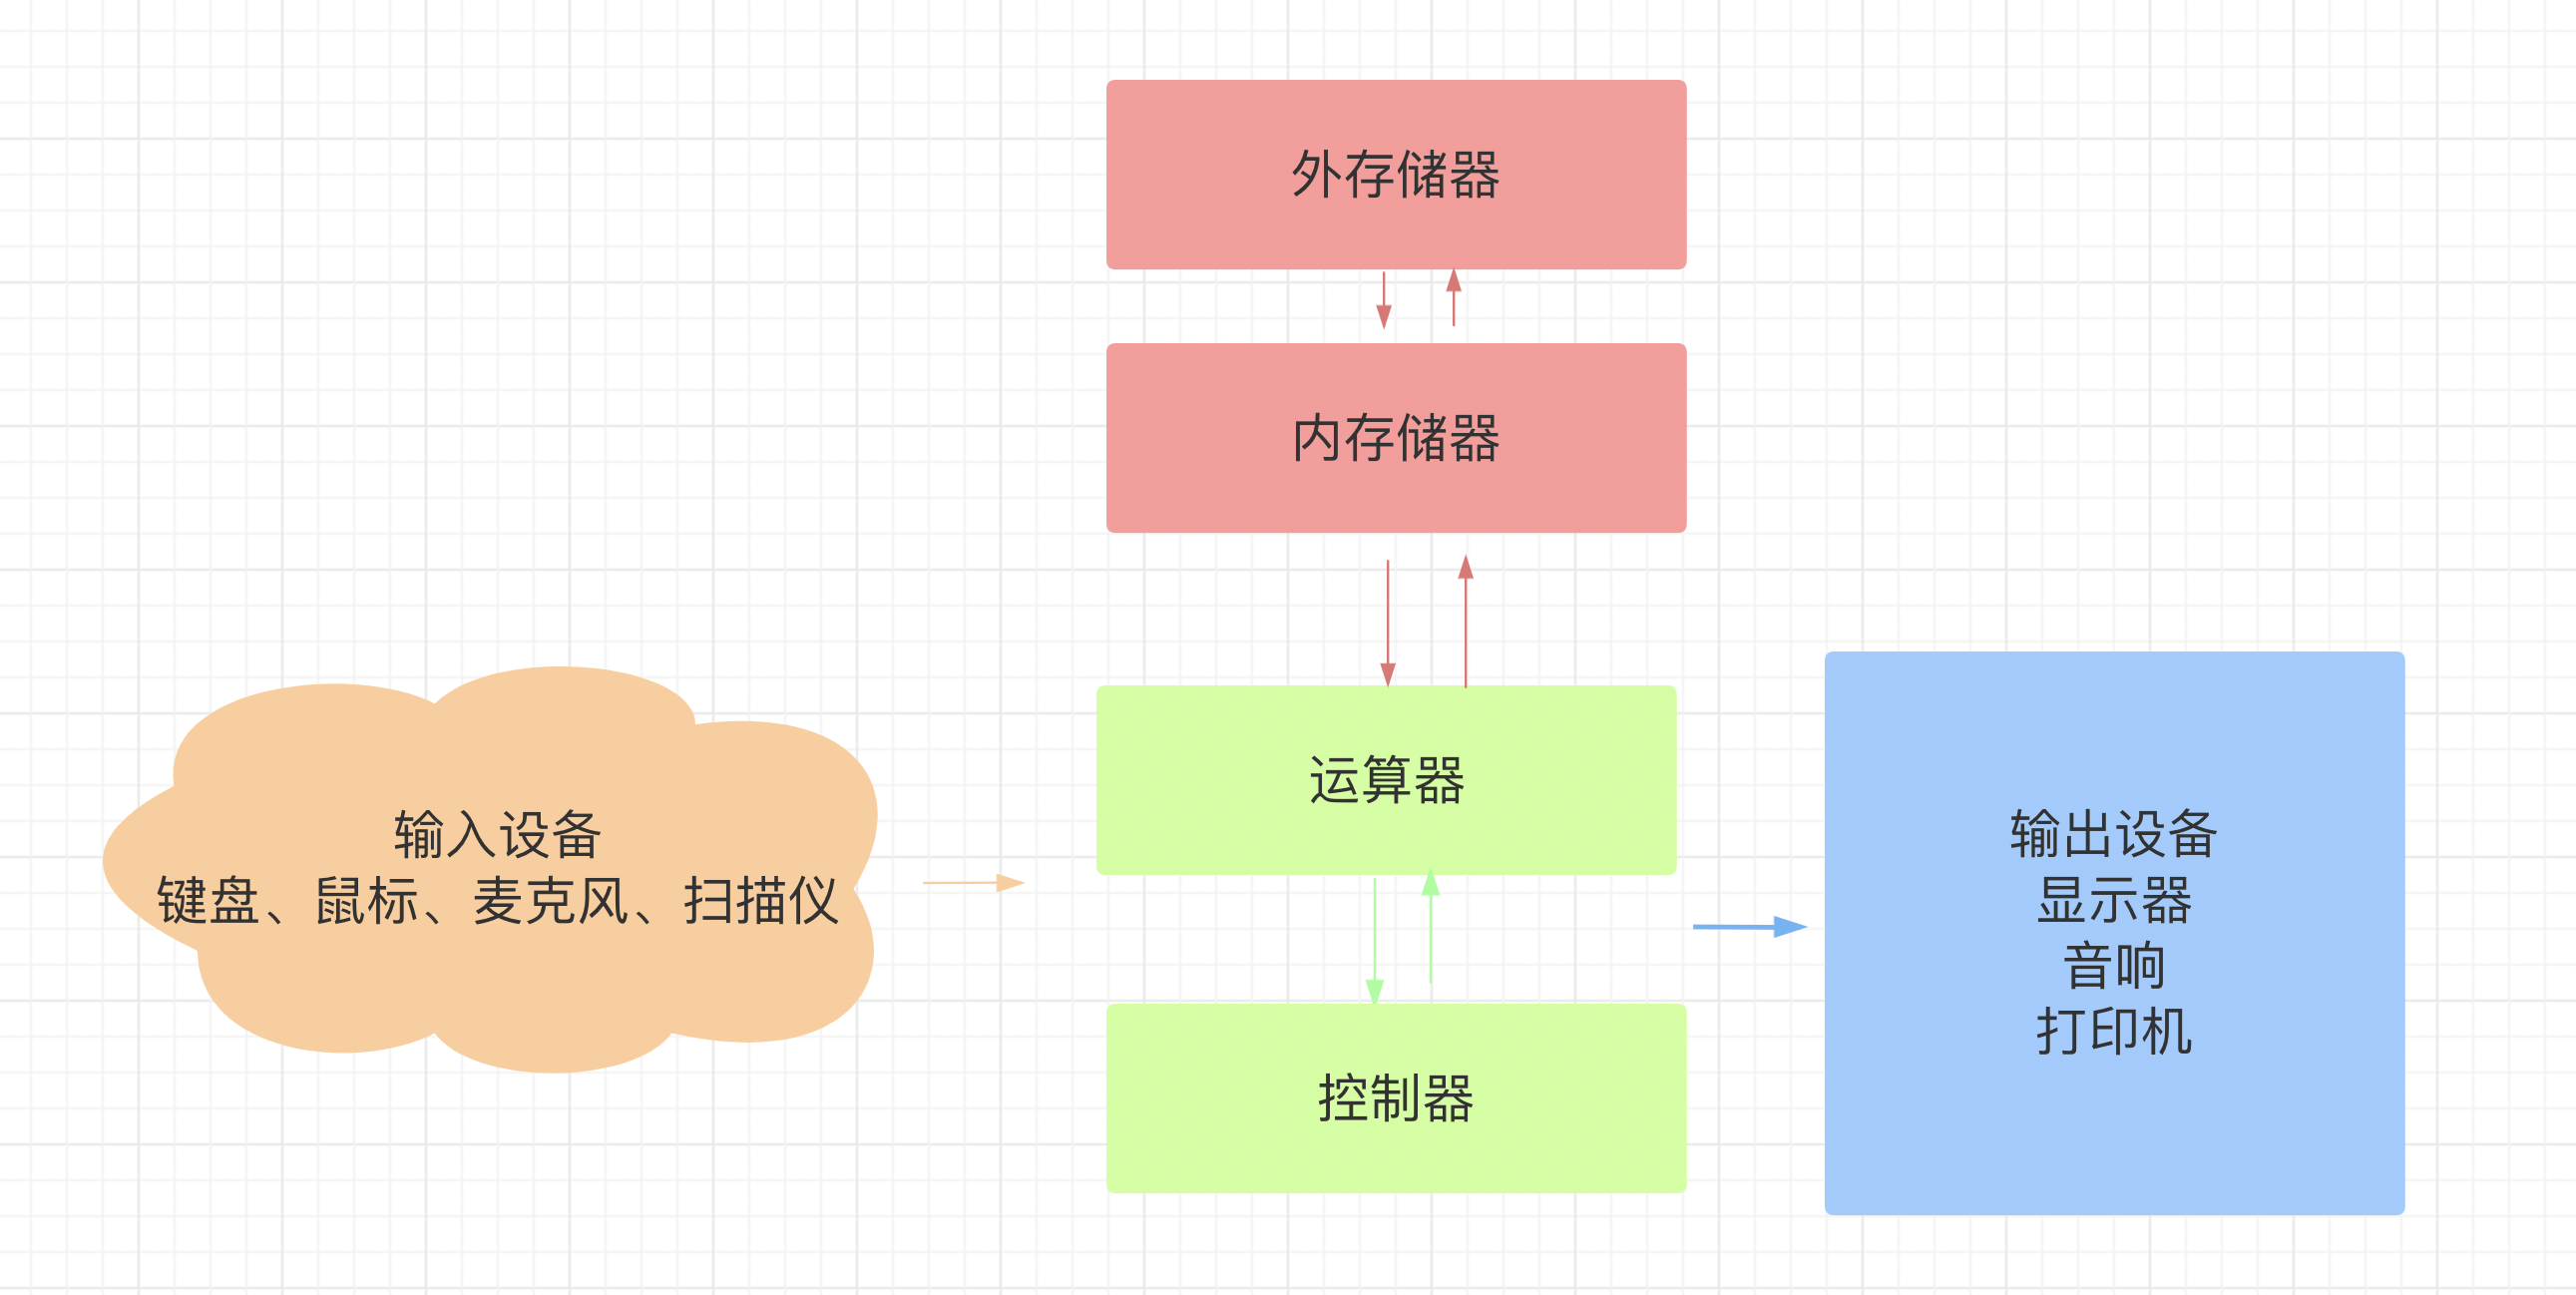 外存储器
内存储器
运算器
输入设备
键盘、鼠标、麦克风、扫描仪
控制器
输出设备
显示器
音响
打印机